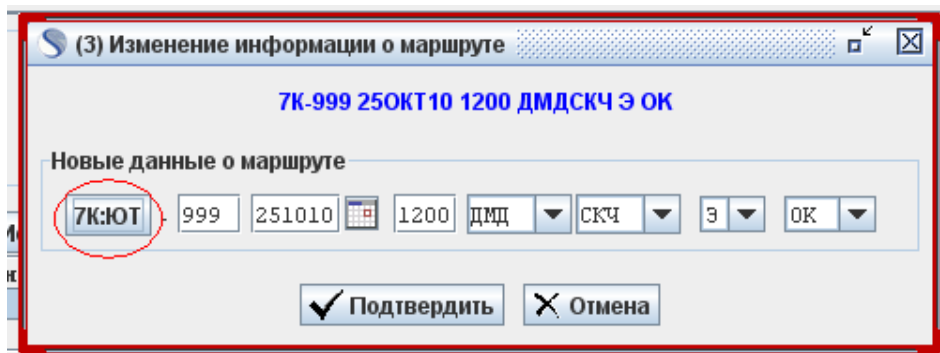 (3) Изменение информации о маршруте
7К-999 25ОКТ10 1200 ДМДСКЧ Э ОК
Новые данные о маршруте
7К:ЮТ - 999 251010 1200 ДМД СКЧ Э ОК
Подтвердить Отмена